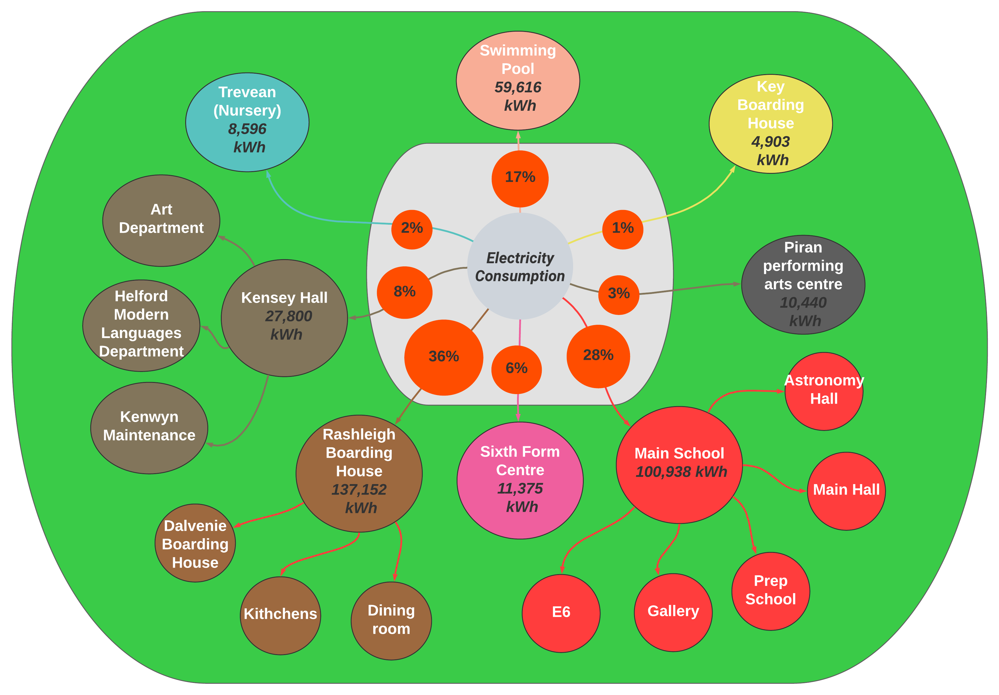 Swimming
Pool
59,616
kWh
Trevean
(Nursery)
8,596
kWh
Key
Boarding
House
4,903
kWh
17%
2%
1%
Art
Department
Electricity
Consumption
Piran
performing
arts centre
10,440
kWh
8%
3%
Kensey Hall
27,800
kWh
Helford
Modern
Languages
Department
36%
6%
28%
Kenwyn
Maintenance
Astronomy
Hall
Rashleigh
Boarding
House
137,152
kWh
Sixth Form
Centre
11,375
kWh
Main School
100,938 kWh
Main Hall
Dalvenie
Boarding
House
Kithchens
Dining
room
E6
Gallery
Prep
School